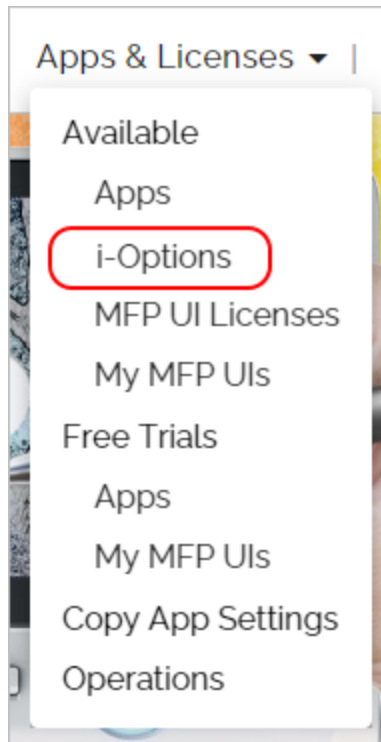 Apps & Licenses ▾ |
Available
Apps
i-Options
MFP UI Licenses
My MFP UIs
Free Trials
Apps
My MFP UIs
Copy App Settings
Operations